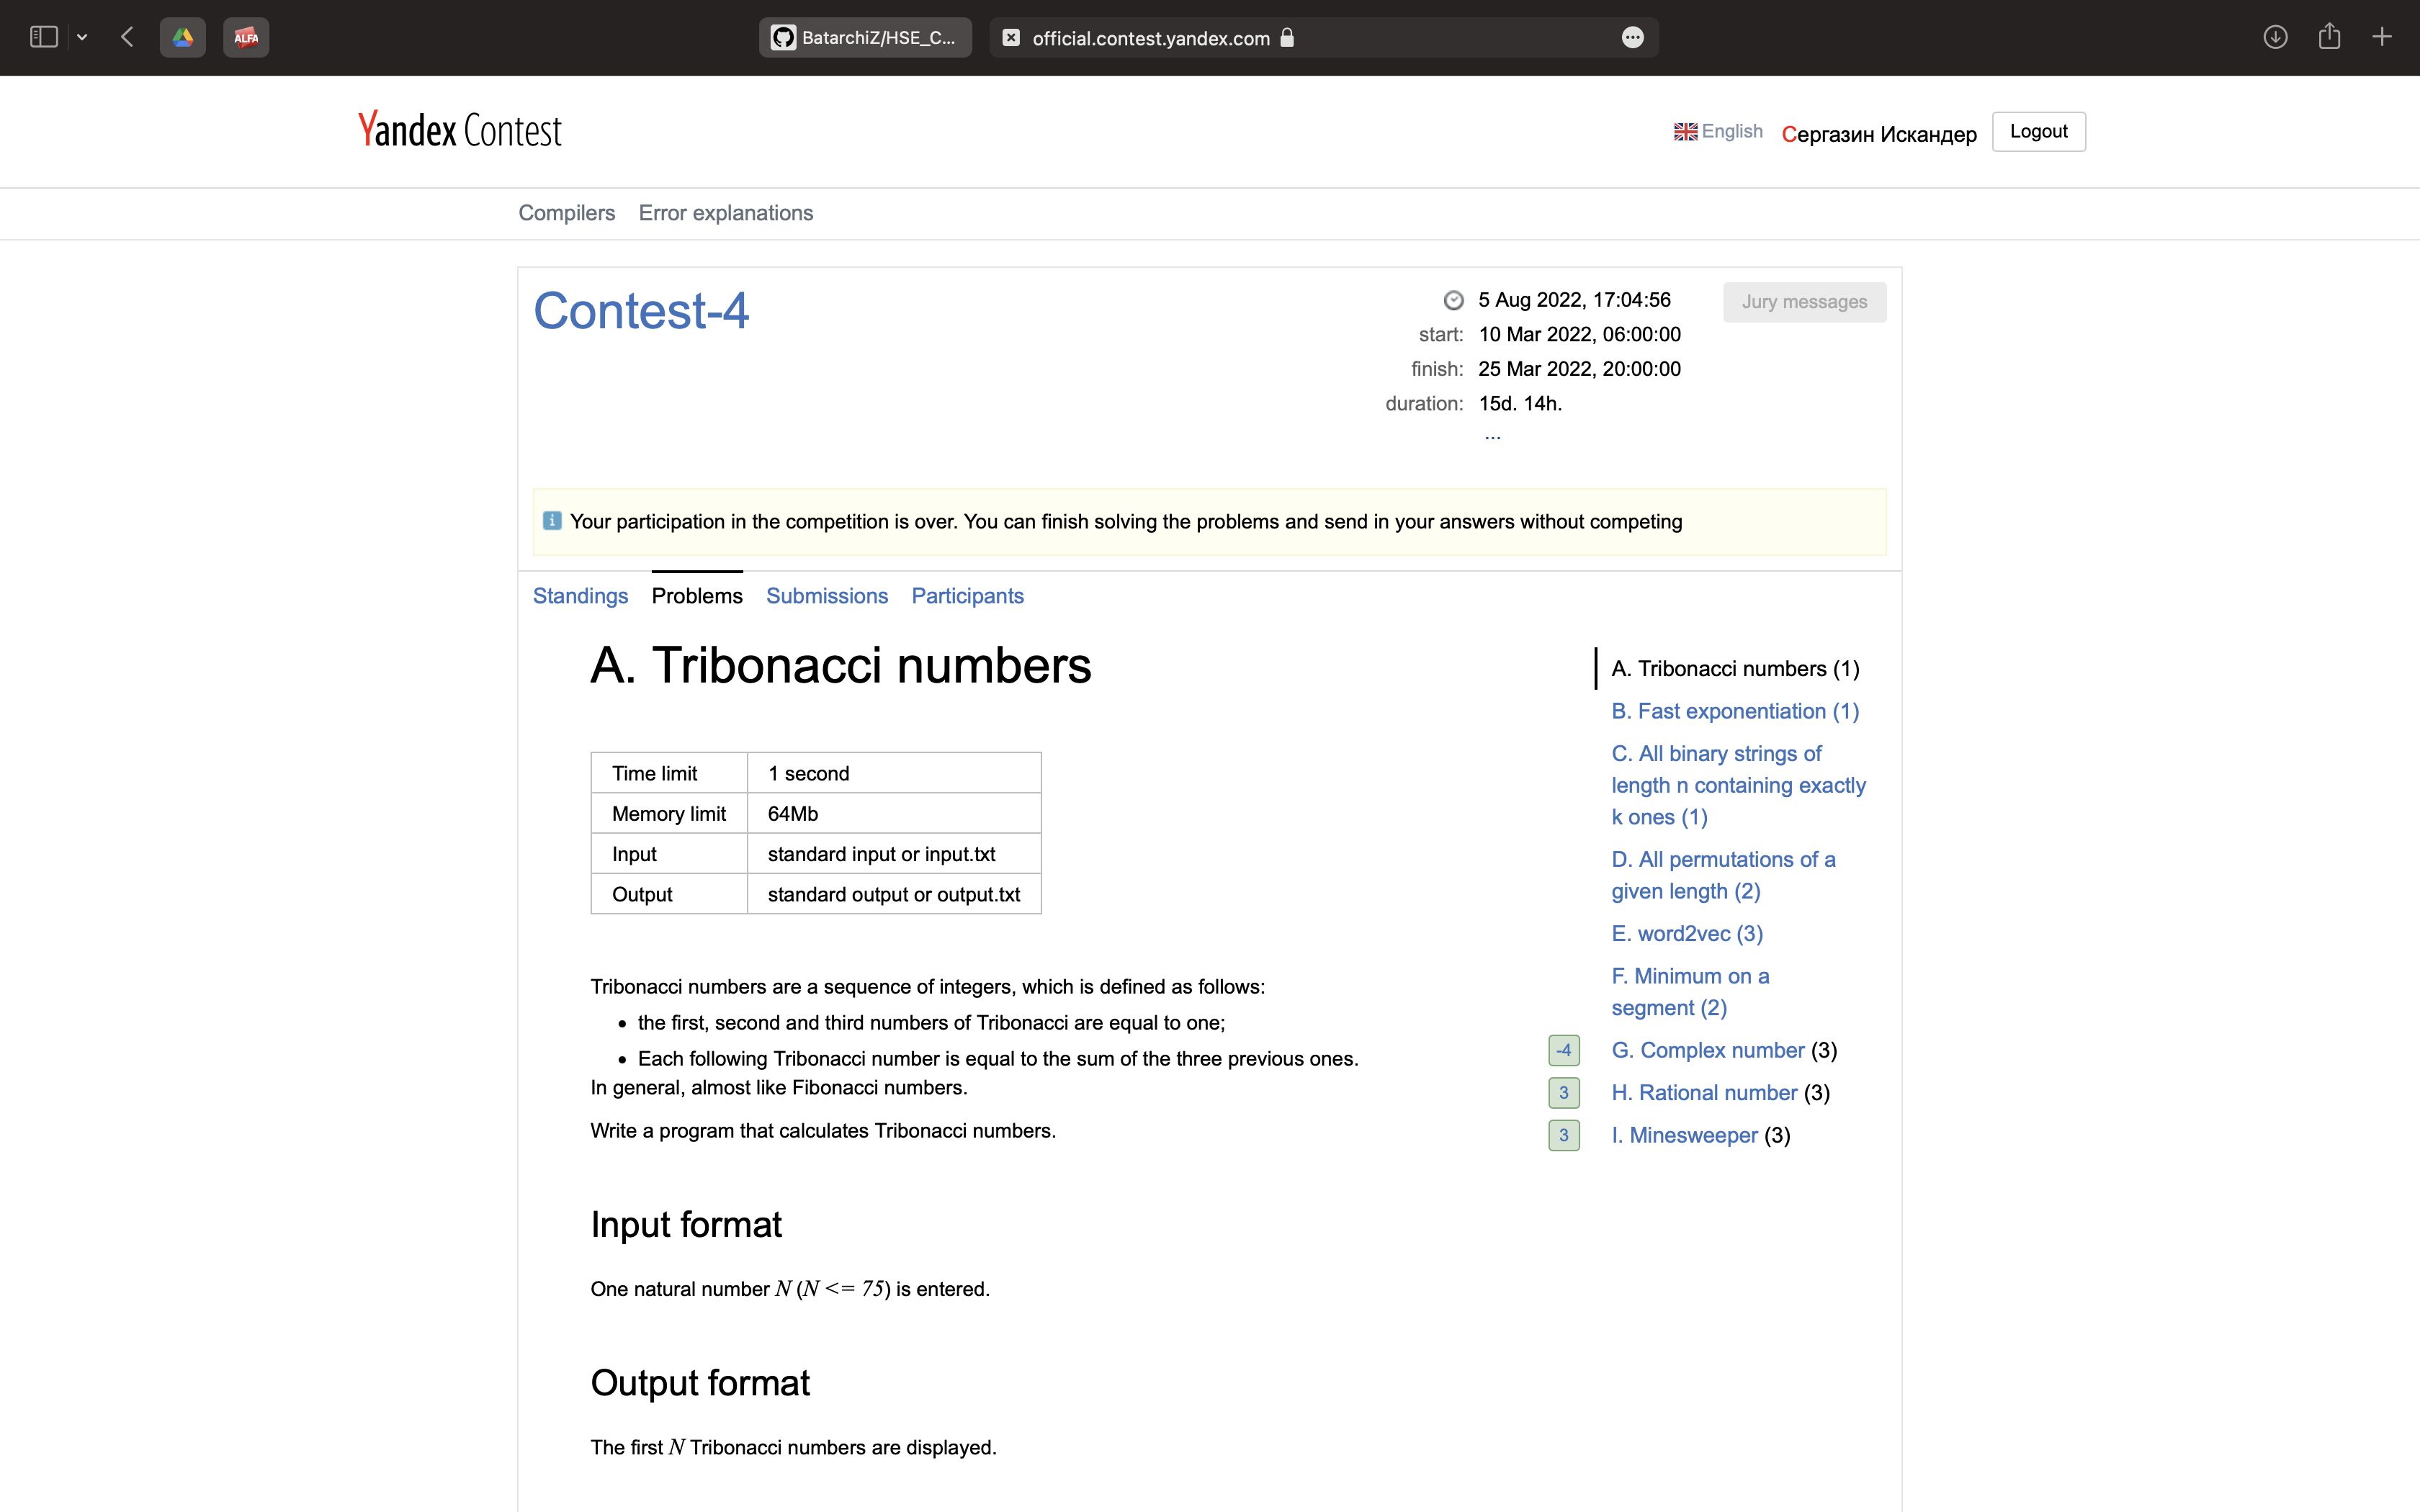 ALFA
BatarchiZ/HSE_C...
official.contest.yandex.com
Yandex Contest
English
Сергазин Искандер
Logout
Compilers
Error explanations
Contest-4
5 Aug 2022, 17:04:56
Jury messages
start: 10 Mar 2022, 06:00:00
finish: 25 Mar 2022, 20:00:00
duration: 15d. 14h.
...
Your participation in the competition is over. You can finish solving the problems and send in your answers without competing
Standings
Problems
Submissions
Participants
A. Tribonacci numbers
Time limit 1 second
Memory limit 64Mb
Input standard input or input.txt
Output standard output or output.txt
Tribonacci numbers are a sequence of integers, which is defined as follows:
• the first, second and third numbers of Tribonacci are equal to one;
• Each following Tribonacci number is equal to the sum of the three previous ones.
In general, almost like Fibonacci numbers.
Write a program that calculates Tribonacci numbers.
Input format
One natural number N (N <= 75) is entered.
Output format
The first N Tribonacci numbers are displayed.
A. Tribonacci numbers (1)
B. Fast exponentiation (1)
C. All binary strings of
length n containing exactly
k ones (1)
D. All permutations of a
given length (2)
E. word2vec (3)
F. Minimum on a
segment (2)
-4 G. Complex number (3)
3 H. Rational number (3)
3 I. Minesweeper (3)